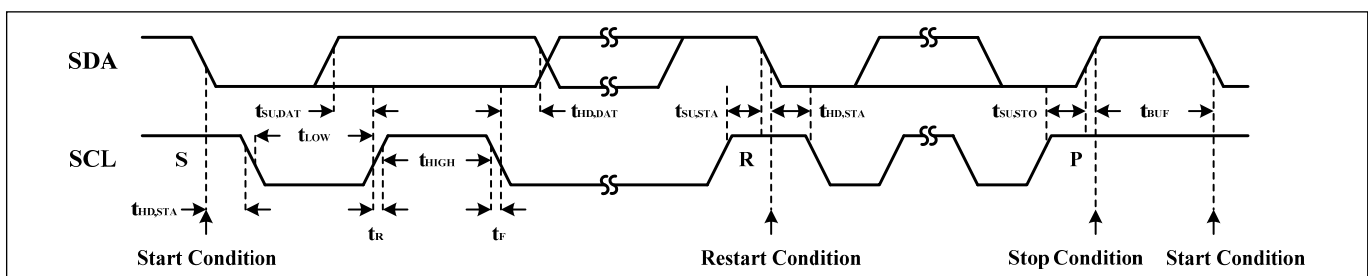 SDA
tSU,DAT tHD,DAT tSU,STA tHD,STA tSU,STO tBUF
tLOW
SCL S tHIGH R P
tHD,STA
tR tF
Start Condition Restart Condition Stop Condition Start Condition